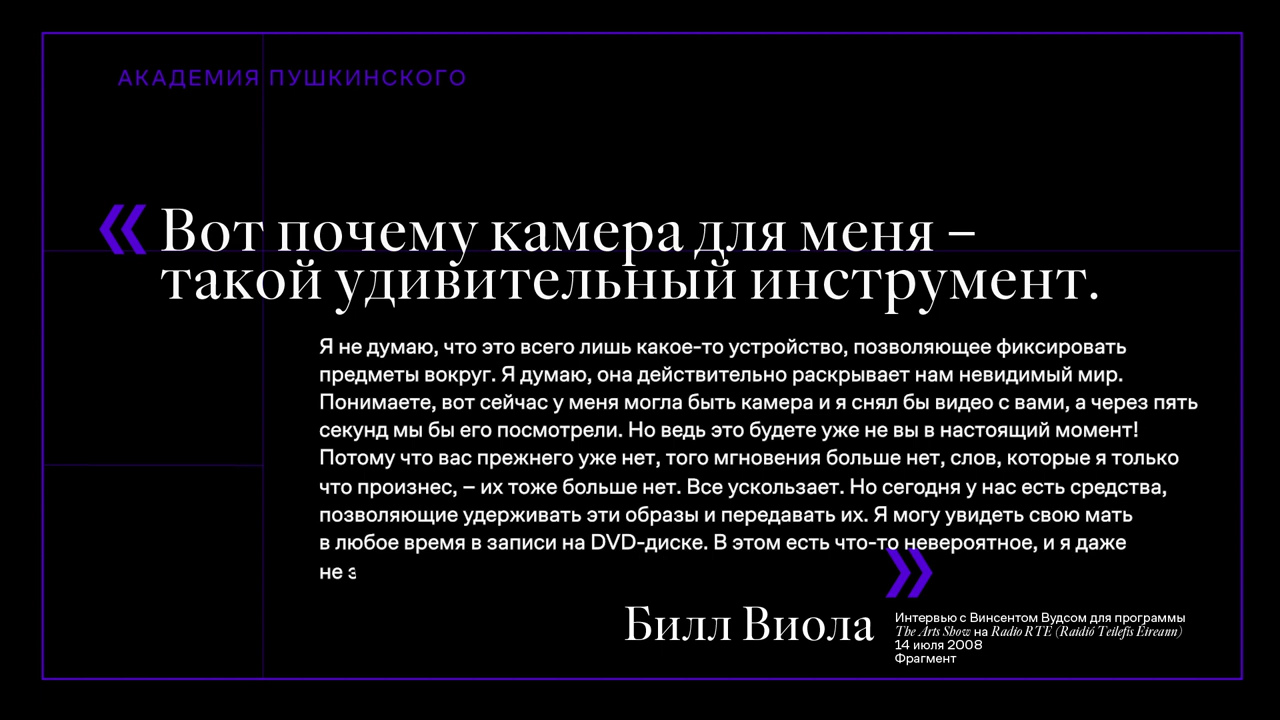 АКАДЕМИЯ ПУШКИНСКОГО
« Вот почему камера для меня –
такой удивительный инструмент.
Я не думаю, что это всего лишь какое-то устройство, позволяющее фиксировать
предметы вокруг. Я думаю, она действительно раскрывает нам невидимый мир.
Понимаете, вот сейчас у меня могла быть камера и я снял бы видео с вами, а через пять
секунд мы бы его посмотрели. Но ведь это будете уже не вы в настоящий момент!
Потому что вас прежнего уже нет, того мгновения больше нет, слов, которые я только
что произнес, – их тоже больше нет. Все ускользает. Но сегодня у нас есть средства,
позволяющие удерживать эти образы и передавать их. Я могу увидеть свою мать
в любое время в записи на DVD-диске. В этом есть что-то невероятное, и я даже
не »
Билл Виола
Интервью с Винсентом Вудсом для программы
The Arts Show на Radio RTE (Raidió Teilefís Éireann)
14 июля 2008
Фрагмент